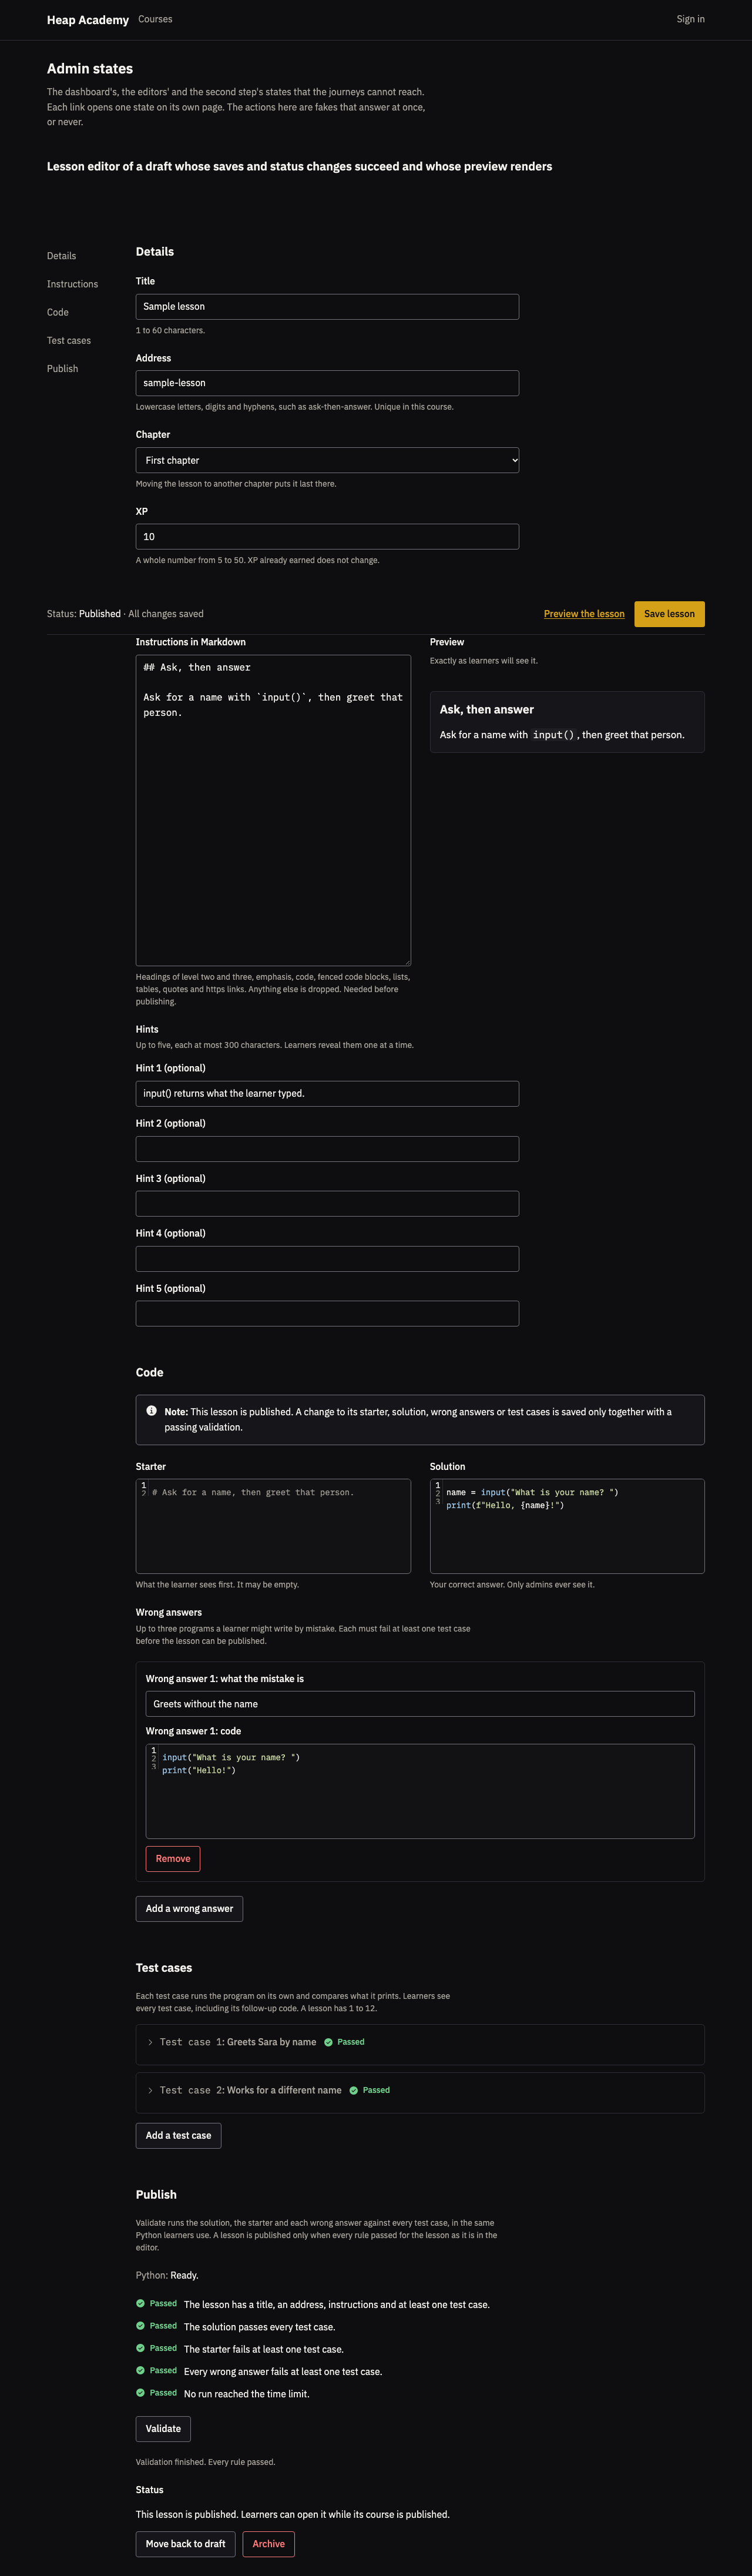 Heap Academy
Courses
Sign in
Admin states
The dashboard's, the editors' and the second step's states that the journeys cannot reach.
Each link opens one state on its own page. The actions here are fakes that answer at once,
or never.
Lesson editor of a draft whose saves and status changes succeed and whose preview renders
Details
Instructions
Code
Test cases
Publish
Details
Title
Sample lesson
1 to 60 characters.
Address
sample-lesson
Lowercase letters, digits and hyphens, such as ask-then-answer. Unique in this course.
Chapter
First chapter
Moving the lesson to another chapter puts it last there.
XP
10
A whole number from 5 to 50. XP already earned does not change.
Status: Published · All changes saved
Preview the lesson
Save lesson
Instructions in Markdown
## Ask, then answer
Ask for a name with `input()`, then greet that
person.
Headings of level two and three, emphasis, code, fenced code blocks, lists,
tables, quotes and https links. Anything else is dropped. Needed before
publishing.
Preview
Exactly as learners will see it.
Ask, then answer
Ask for a name with input(), then greet that person.
Hints
Up to five, each at most 300 characters. Learners reveal them one at a time.
Hint 1 (optional)
input() returns what the learner typed.
Hint 2 (optional)
Hint 3 (optional)
Hint 4 (optional)
Hint 5 (optional)
Code
Note: This lesson is published. A change to its starter, solution, wrong answers or test cases is saved only together with a
passing validation.
Starter
1
2
# Ask for a name, then greet that person.
What the learner sees first. It may be empty.
Solution
1
2
3
name = input("What is your name? ")
print(f"Hello, {name}!")
Your correct answer. Only admins ever see it.
Wrong answers
Up to three programs a learner might write by mistake. Each must fail at least one test case
before the lesson can be published.
Wrong answer 1: what the mistake is
Greets without the name
Wrong answer 1: code
1
2
3
input("What is your name? ")
print("Hello!")
Remove
Add a wrong answer
Test cases
Each test case runs the program on its own and compares what it prints. Learners see
every test case, including its follow-up code. A lesson has 1 to 12.
Test case 1: Greets Sara by name Passed
Test case 2: Works for a different name Passed
Add a test case
Publish
Validate runs the solution, the starter and each wrong answer against every test case, in the same
Python learners use. A lesson is published only when every rule passed for the lesson as it is in the
editor.
Python: Ready.
Passed The lesson has a title, an address, instructions and at least one test case.
Passed The solution passes every test case.
Passed The starter fails at least one test case.
Passed Every wrong answer fails at least one test case.
Passed No run reached the time limit.
Validate
Validation finished. Every rule passed.
Status
This lesson is published. Learners can open it while its course is published.
Move back to draft
Archive